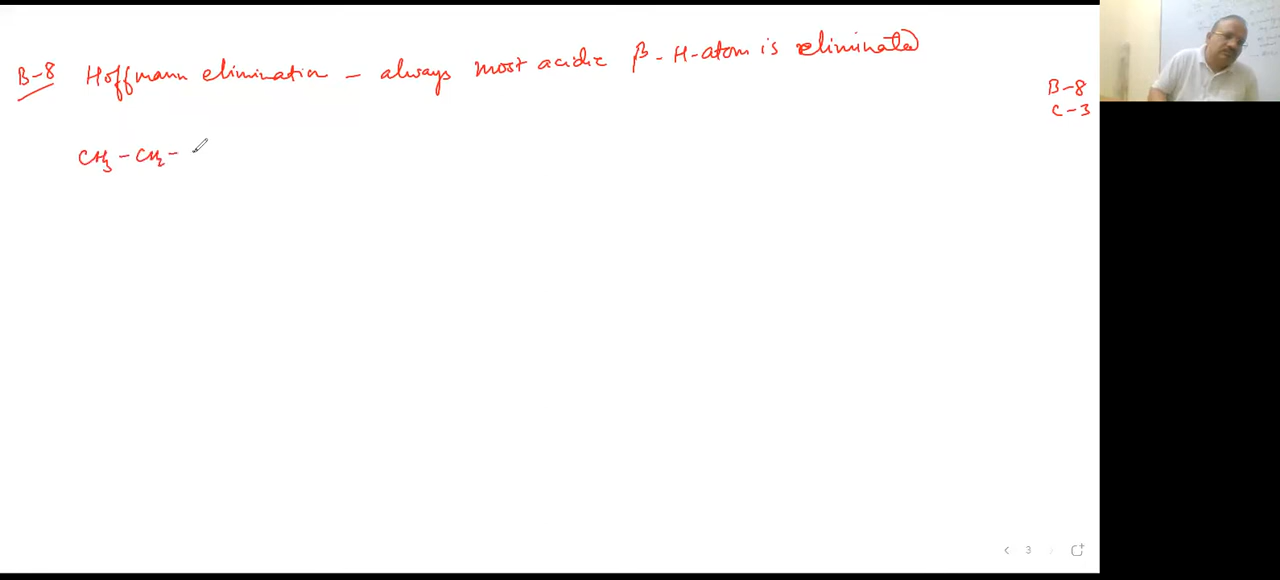 B-8 Hoffmann elimination - always most acidic β-H-atom is eliminated
B-8
C-3
CH3-CH2-
3